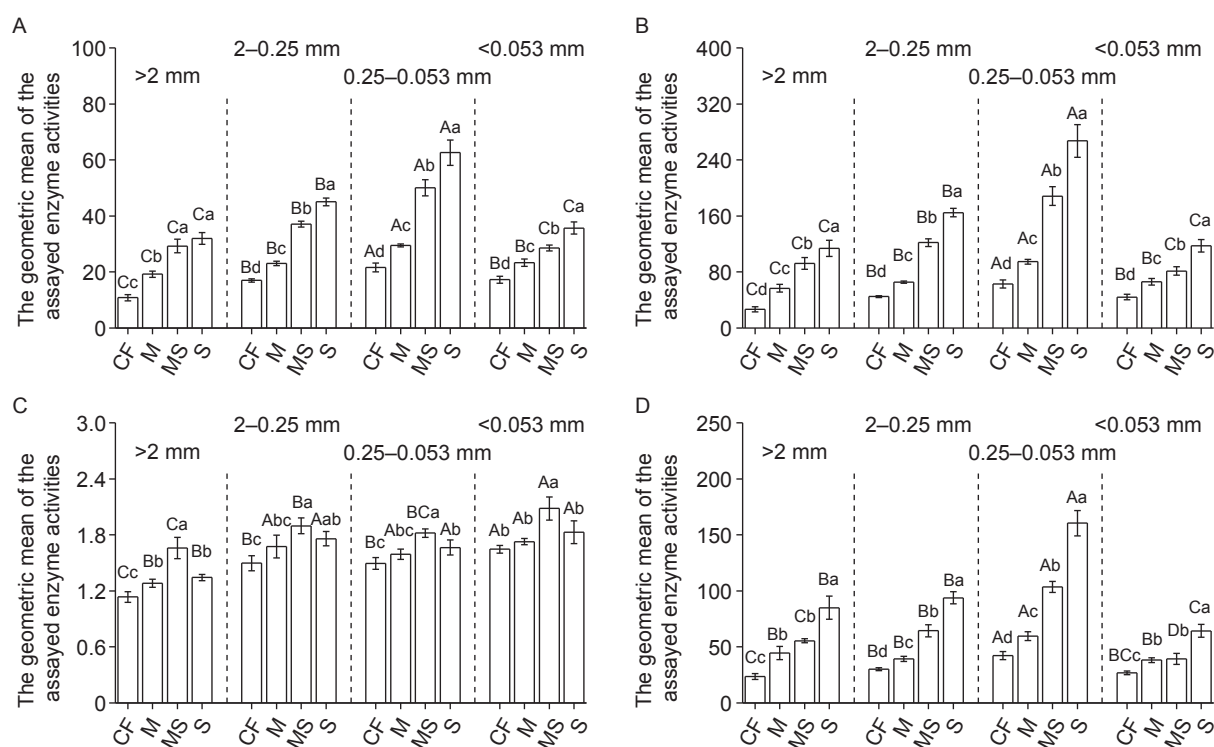 A
The geometric mean of the
assayed enzyme activities
100
80
60
40
20
0
>2 mm
2–0.25 mm
0.25–0.053 mm
<0.053 mm
Cc
Cb
Ca
Ca
Bd
Bc
Bb
Ba
Ad
Ac
Ab
Aa
Bd
Bc
Cb
Ca
CF
M
MS
S
CF
M
MS
S
CF
M
MS
S
CF
M
MS
S
B
The geometric mean of the
assayed enzyme activities
400
320
240
160
80
0
>2 mm
2–0.25 mm
0.25–0.053 mm
<0.053 mm
Cd
Cc
Cb
Ca
Bd
Bc
Bb
Ba
Ad
Ac
Ab
Aa
Bd
Bc
Cb
Ca
CF
M
MS
S
CF
M
MS
S
CF
M
MS
S
CF
M
MS
S
C
The geometric mean of the
assayed enzyme activities
3.0
2.4
1.8
1.2
0.6
0
>2 mm
2–0.25 mm
0.25–0.053 mm
<0.053 mm
Cc
Bb
Ca
Bb
Bc
Abc
Ba
Aab
Bc
Abc
BCa
Ab
Ab
Ab
Aa
Ab
CF
M
MS
S
CF
M
MS
S
CF
M
MS
S
CF
M
MS
S
D
The geometric mean of the
assayed enzyme activities
250
200
150
100
50
0
>2 mm
2–0.25 mm
0.25–0.053 mm
<0.053 mm
Cc
Bb
Cb
Ba
Bd
Bc
Bb
Ba
Ad
Ac
Ab
Aa
BCc
Bb
Db
Ca
CF
M
MS
S
CF
M
MS
S
CF
M
MS
S
CF
M
MS
S